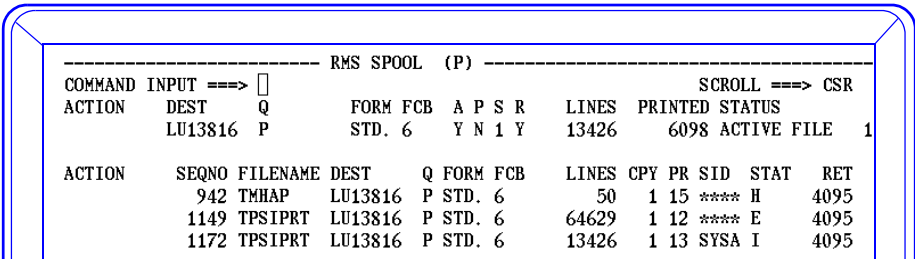 -------------------------- RMS SPOOL (P) ----------------------------------------
COMMAND INPUT ===> SCROLL ===> CSR
ACTION DEST Q FORM FCB A P S R LINES PRINTED STATUS
LU13816 P STD. 6 Y N 1 Y 13426 6098 ACTIVE FILE 1
ACTION SEQNO FILENAME DEST Q FORM FCB LINES CPY PR SID STAT RET
942 TMHAP LU13816 P STD. 6 50 1 15 **** H 4095
1149 TPSIPRT LU13816 P STD. 6 64629 1 12 **** E 4095
1172 TPSIPRT LU13816 P STD. 6 13426 1 13 SYSA I 4095